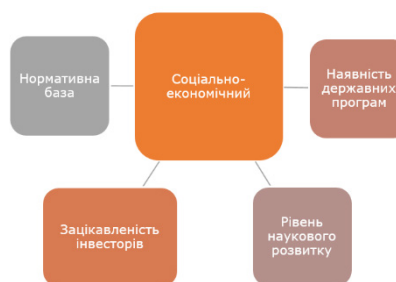 Нормативна
база
Соціально-
економічний
Наявність
державних
програм
Зацікавленість
інвесторів
Рівень
наукового
розвитку